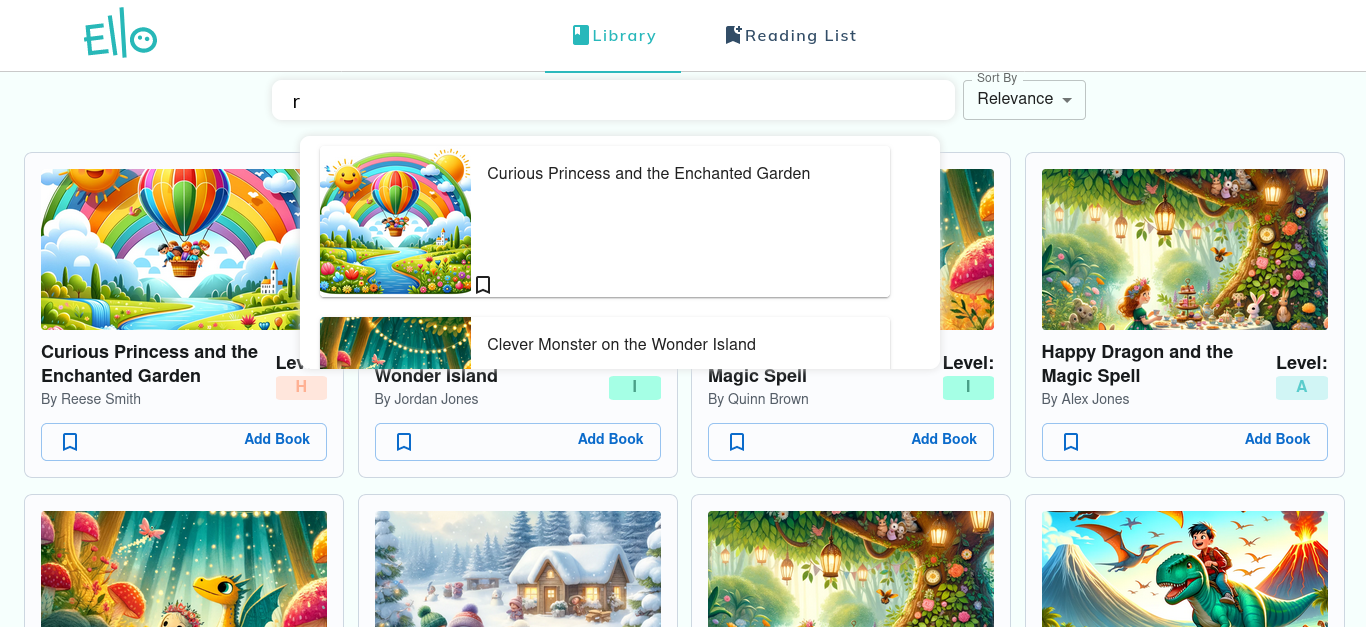 Ello
Library
Reading List
r
Sort By
Relevance
Curious Princess and the Enchanted Garden
Clever Monster on the Wonder Island
Curious Princess and the
Enchanted Garden
By Reese Smith
Lev
H
Add Book
Wonder Island
By Jordan Jones
I
Add Book
Magic Spell
By Quinn Brown
Level:
I
Add Book
Happy Dragon and the
Magic Spell
By Alex Jones
Level:
A
Add Book